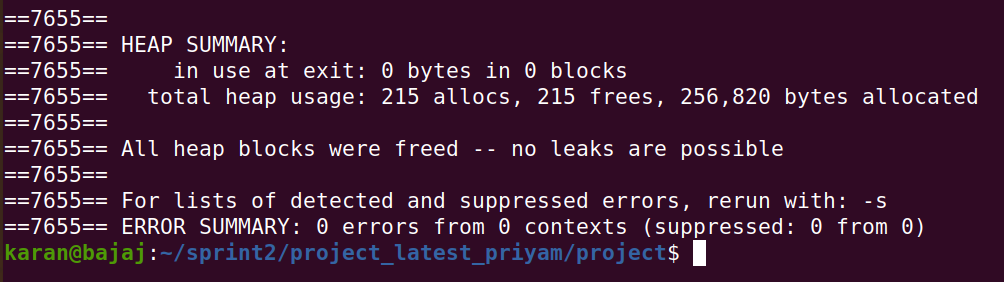 ==7655==
==7655== HEAP SUMMARY:
==7655==     in use at exit: 0 bytes in 0 blocks
==7655==   total heap usage: 215 allocs, 215 frees, 256,820 bytes allocated
==7655==
==7655== All heap blocks were freed -- no leaks are possible
==7655==
==7655== For lists of detected and suppressed errors, rerun with: -s
==7655== ERROR SUMMARY: 0 errors from 0 contexts (suppressed: 0 from 0)
karan@bajaj:~/sprint2/project_latest_priyam/project$